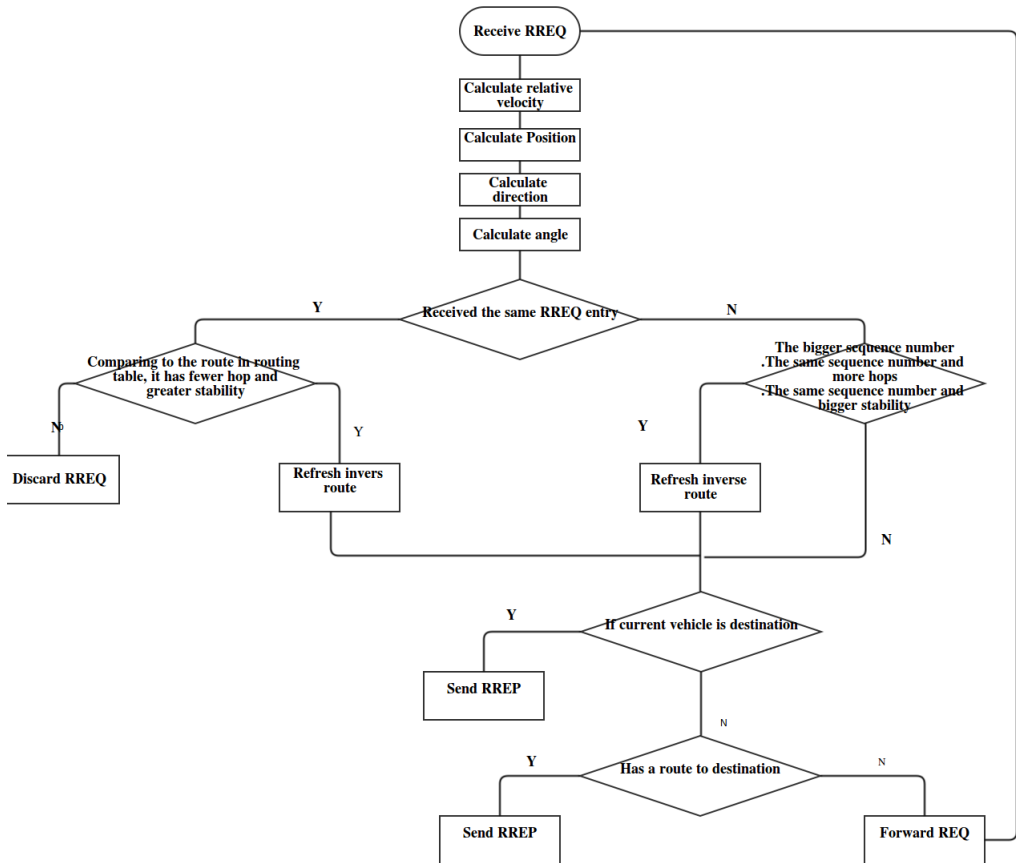 Receive RREQ
Calculate relative
velocity
Calculate Position
Calculate
direction
Calculate angle
Received the same RREQ entry
Y
N
Comparing to the route in routing
table, it has fewer hop and
greater stability
The bigger sequence number
.The same sequence number and
more hops
.The same sequence number and
bigger stability
N
Y
Y
Discard RREQ
Refresh invers
route
Refresh inverse
route
N
If current vehicle is destination
Y
Send RREP
N
Has a route to destination
Y
N
Send RREP
Forward REQ